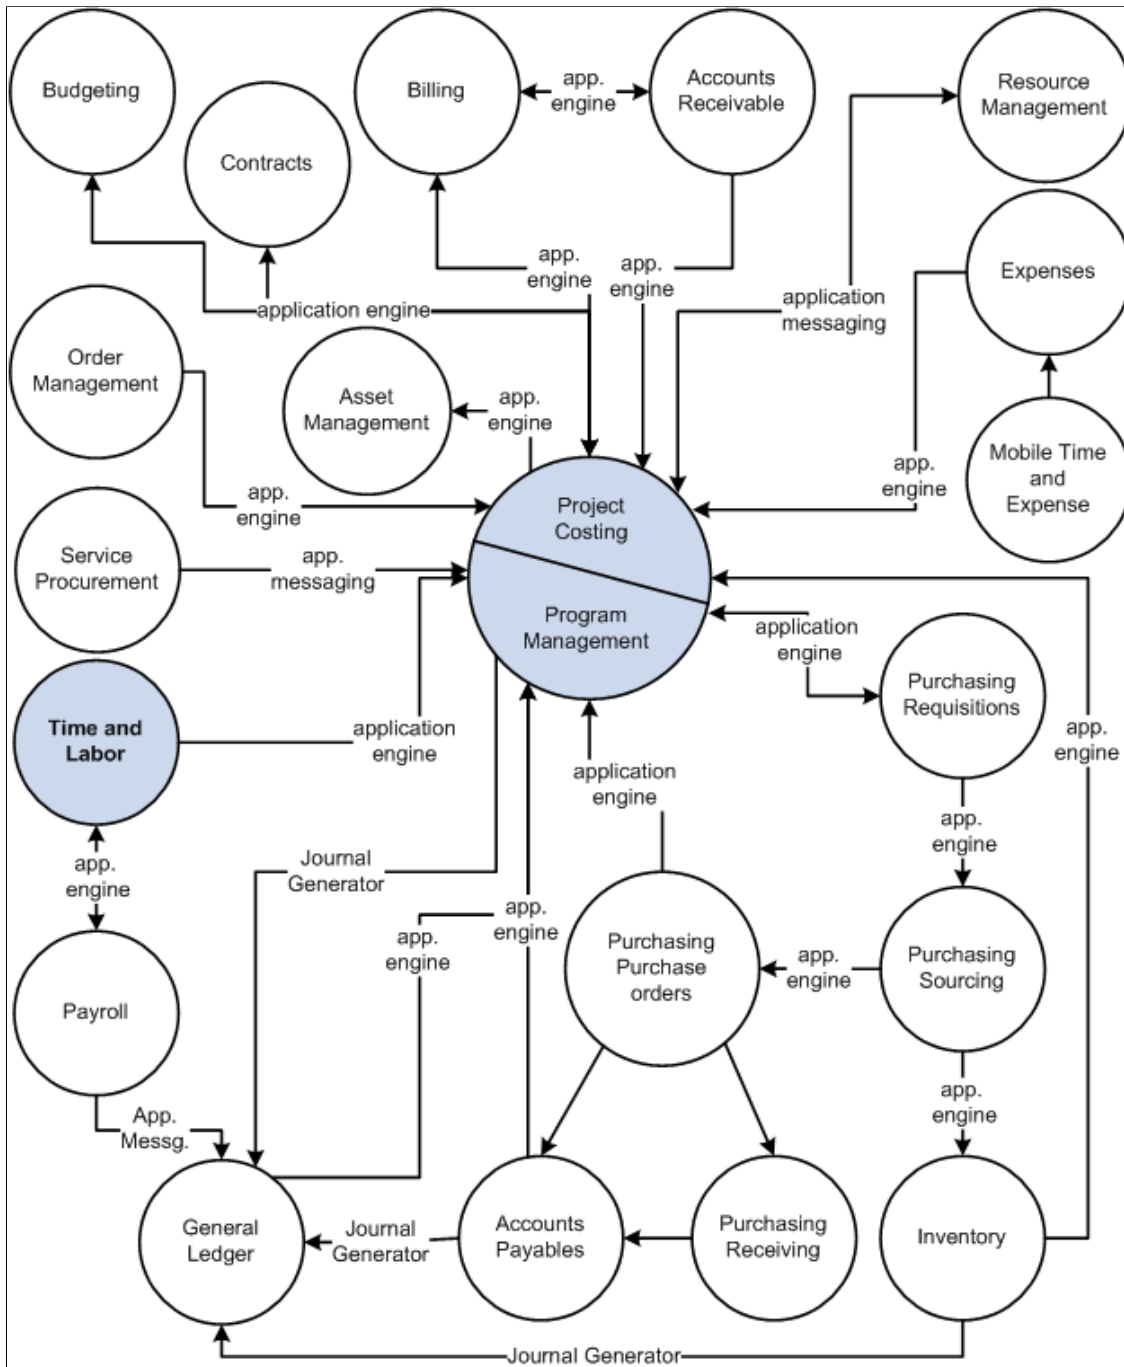 Budgeting
Contracts
Billing
app.
engine
Accounts
Receivable
Resource
Management
Expenses
app.
engine
app.
engine
application
messaging
application engine
Order
Management
Asset
Management
app.
engine
Mobile Time
and
Expense
app.
engine
app.
engine
Project
Costing
Service
Procurement
app.
messaging
Program
Management
application
engine
Purchasing
Requisitions
Time and
Labor
application
engine
app.
engine
application
engine
app.
engine
app.
engine
Journal
Generator
app.
engine
app.
engine
Purchasing
Purchase
orders
app.
engine
Purchasing
Sourcing
Payroll
App.
Messg.
app.
engine
General
Ledger
Journal
Generator
Accounts
Payables
Purchasing
Receiving
Inventory
Journal Generator